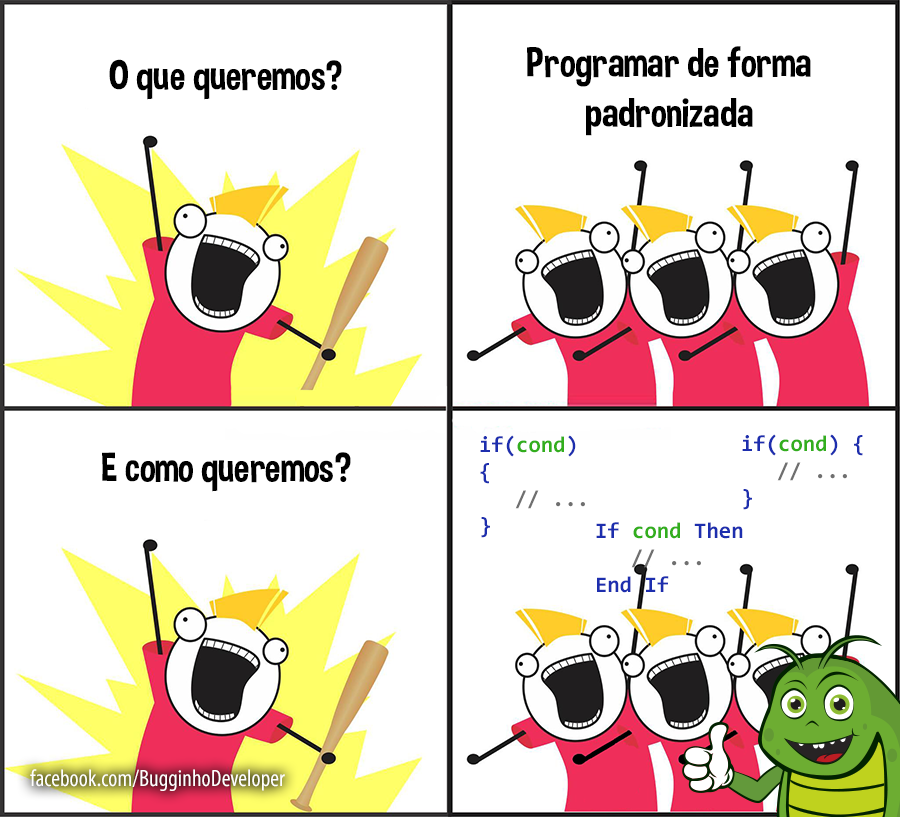 O que queremos?
Programar de forma
padronizada
E como queremos?
if(cond)
{
// ...
}
if(cond) {
// ...
}
If cond Then
// ...
End If
facebook.com/BugginhoDeveloper